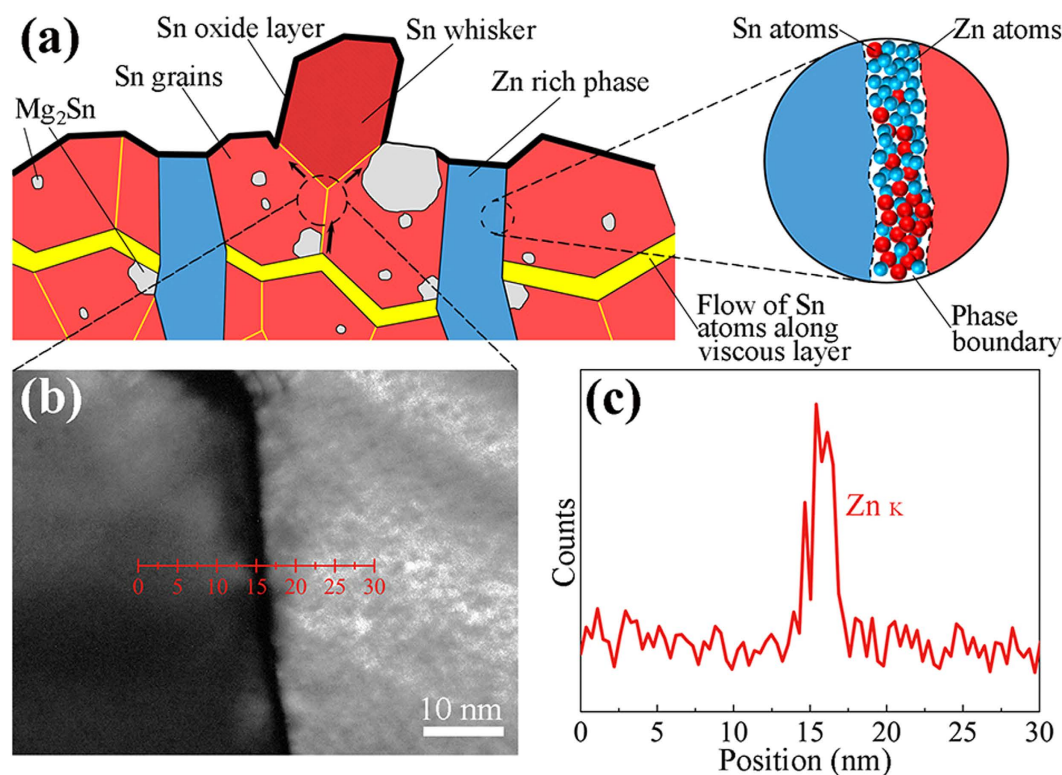 (a)
Sn oxide layer
Sn whisker
Sn grains
Mg₂Sn
Zn rich phase
Sn atoms
Zn atoms
Flow of Sn
atoms along
viscous layer
Phase
boundary
(b)
0 5 10 15 20 25 30
10 nm
(c)
Counts
Zn K
0 5 10 15 20 25 30
Position (nm)